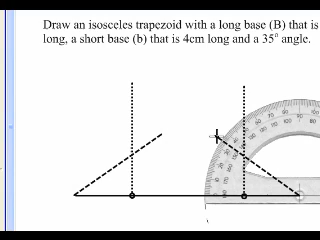 Draw an isosceles trapezoid with a long base (B) that is
long, a short base (b) that is 4cm long and a 35° angle.